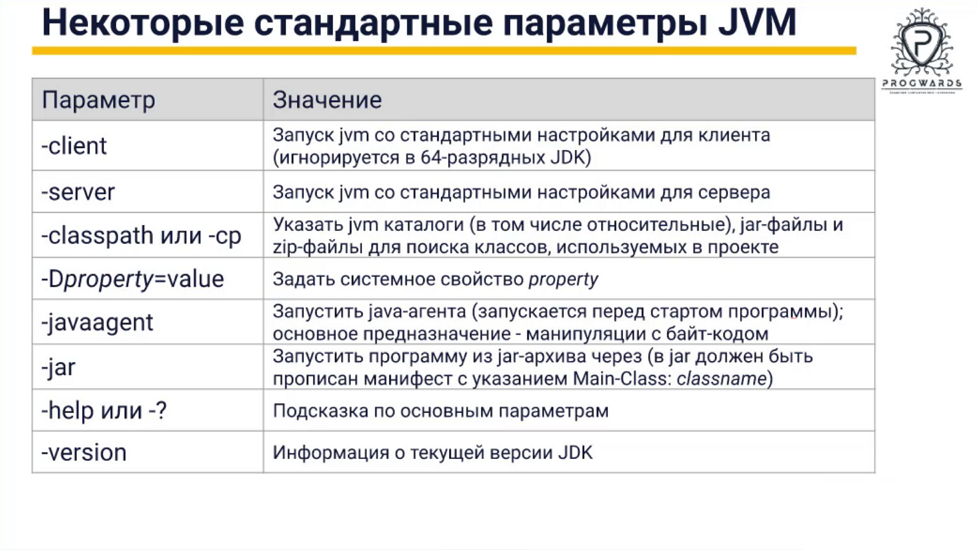 Некоторые стандартные параметры JVM
PROGWARDS
Параметр
Значение
-client
Запуск jvm со стандартными настройками для клиента
(игнорируется в 64-разрядных JDK)
-server
Запуск jvm со стандартными настройками для сервера
-classpath или -cp
Указать jvm каталоги (в том числе относительные), jar-файлы и
zip-файлы для поиска классов, используемых в проекте
-Dproperty=value
Задать системное свойство property
-javaagent
Запустить java-агента (запускается перед стартом программы);
основное предназначение - манипуляции с байт-кодом
-jar
Запустить программу из jar-архива через (в jar должен быть
прописан манифест с указанием Main-Class: classname)
-help или -?
Подсказка по основным параметрам
-version
Информация о текущей версии JDK